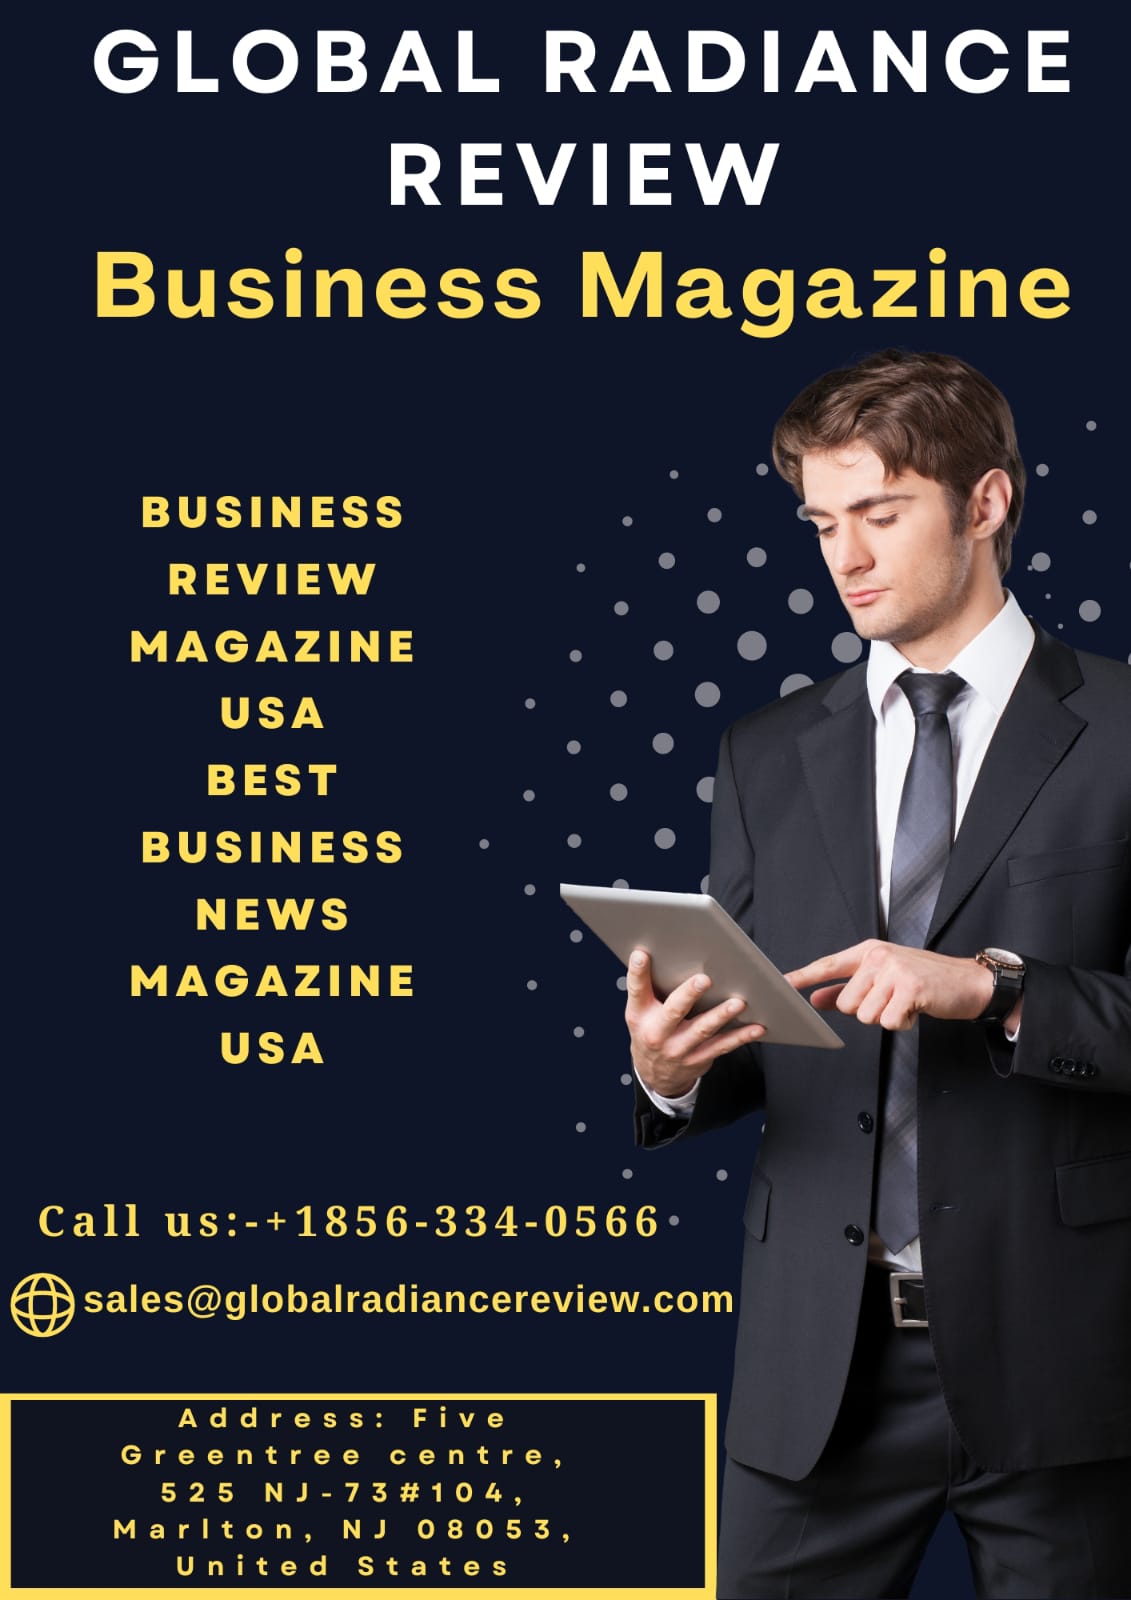 GLOBAL RADIANCE
REVIEW
Business Magazine
BUSINESS
REVIEW
MAGAZINE
USA
BEST
BUSINESS
NEWS
MAGAZINE
USA
Call us:-+1856-334-0566
sales@globalradiancereview.com
Address: Five
Greentree centre,
525 NJ-73#104,
Marlton, NJ 08053,
United States